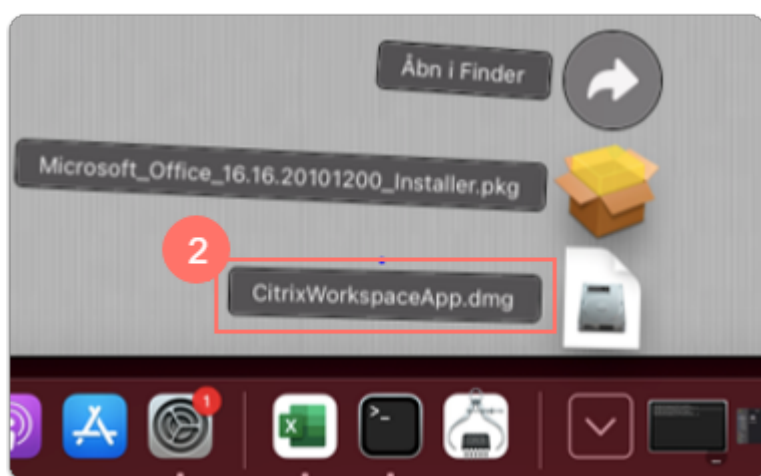 Åbn i Finder
Microsoft_Office_16.16.20101200_Installer.pkg
2
CitrixWorkspaceApp.dmg
1
X
>_